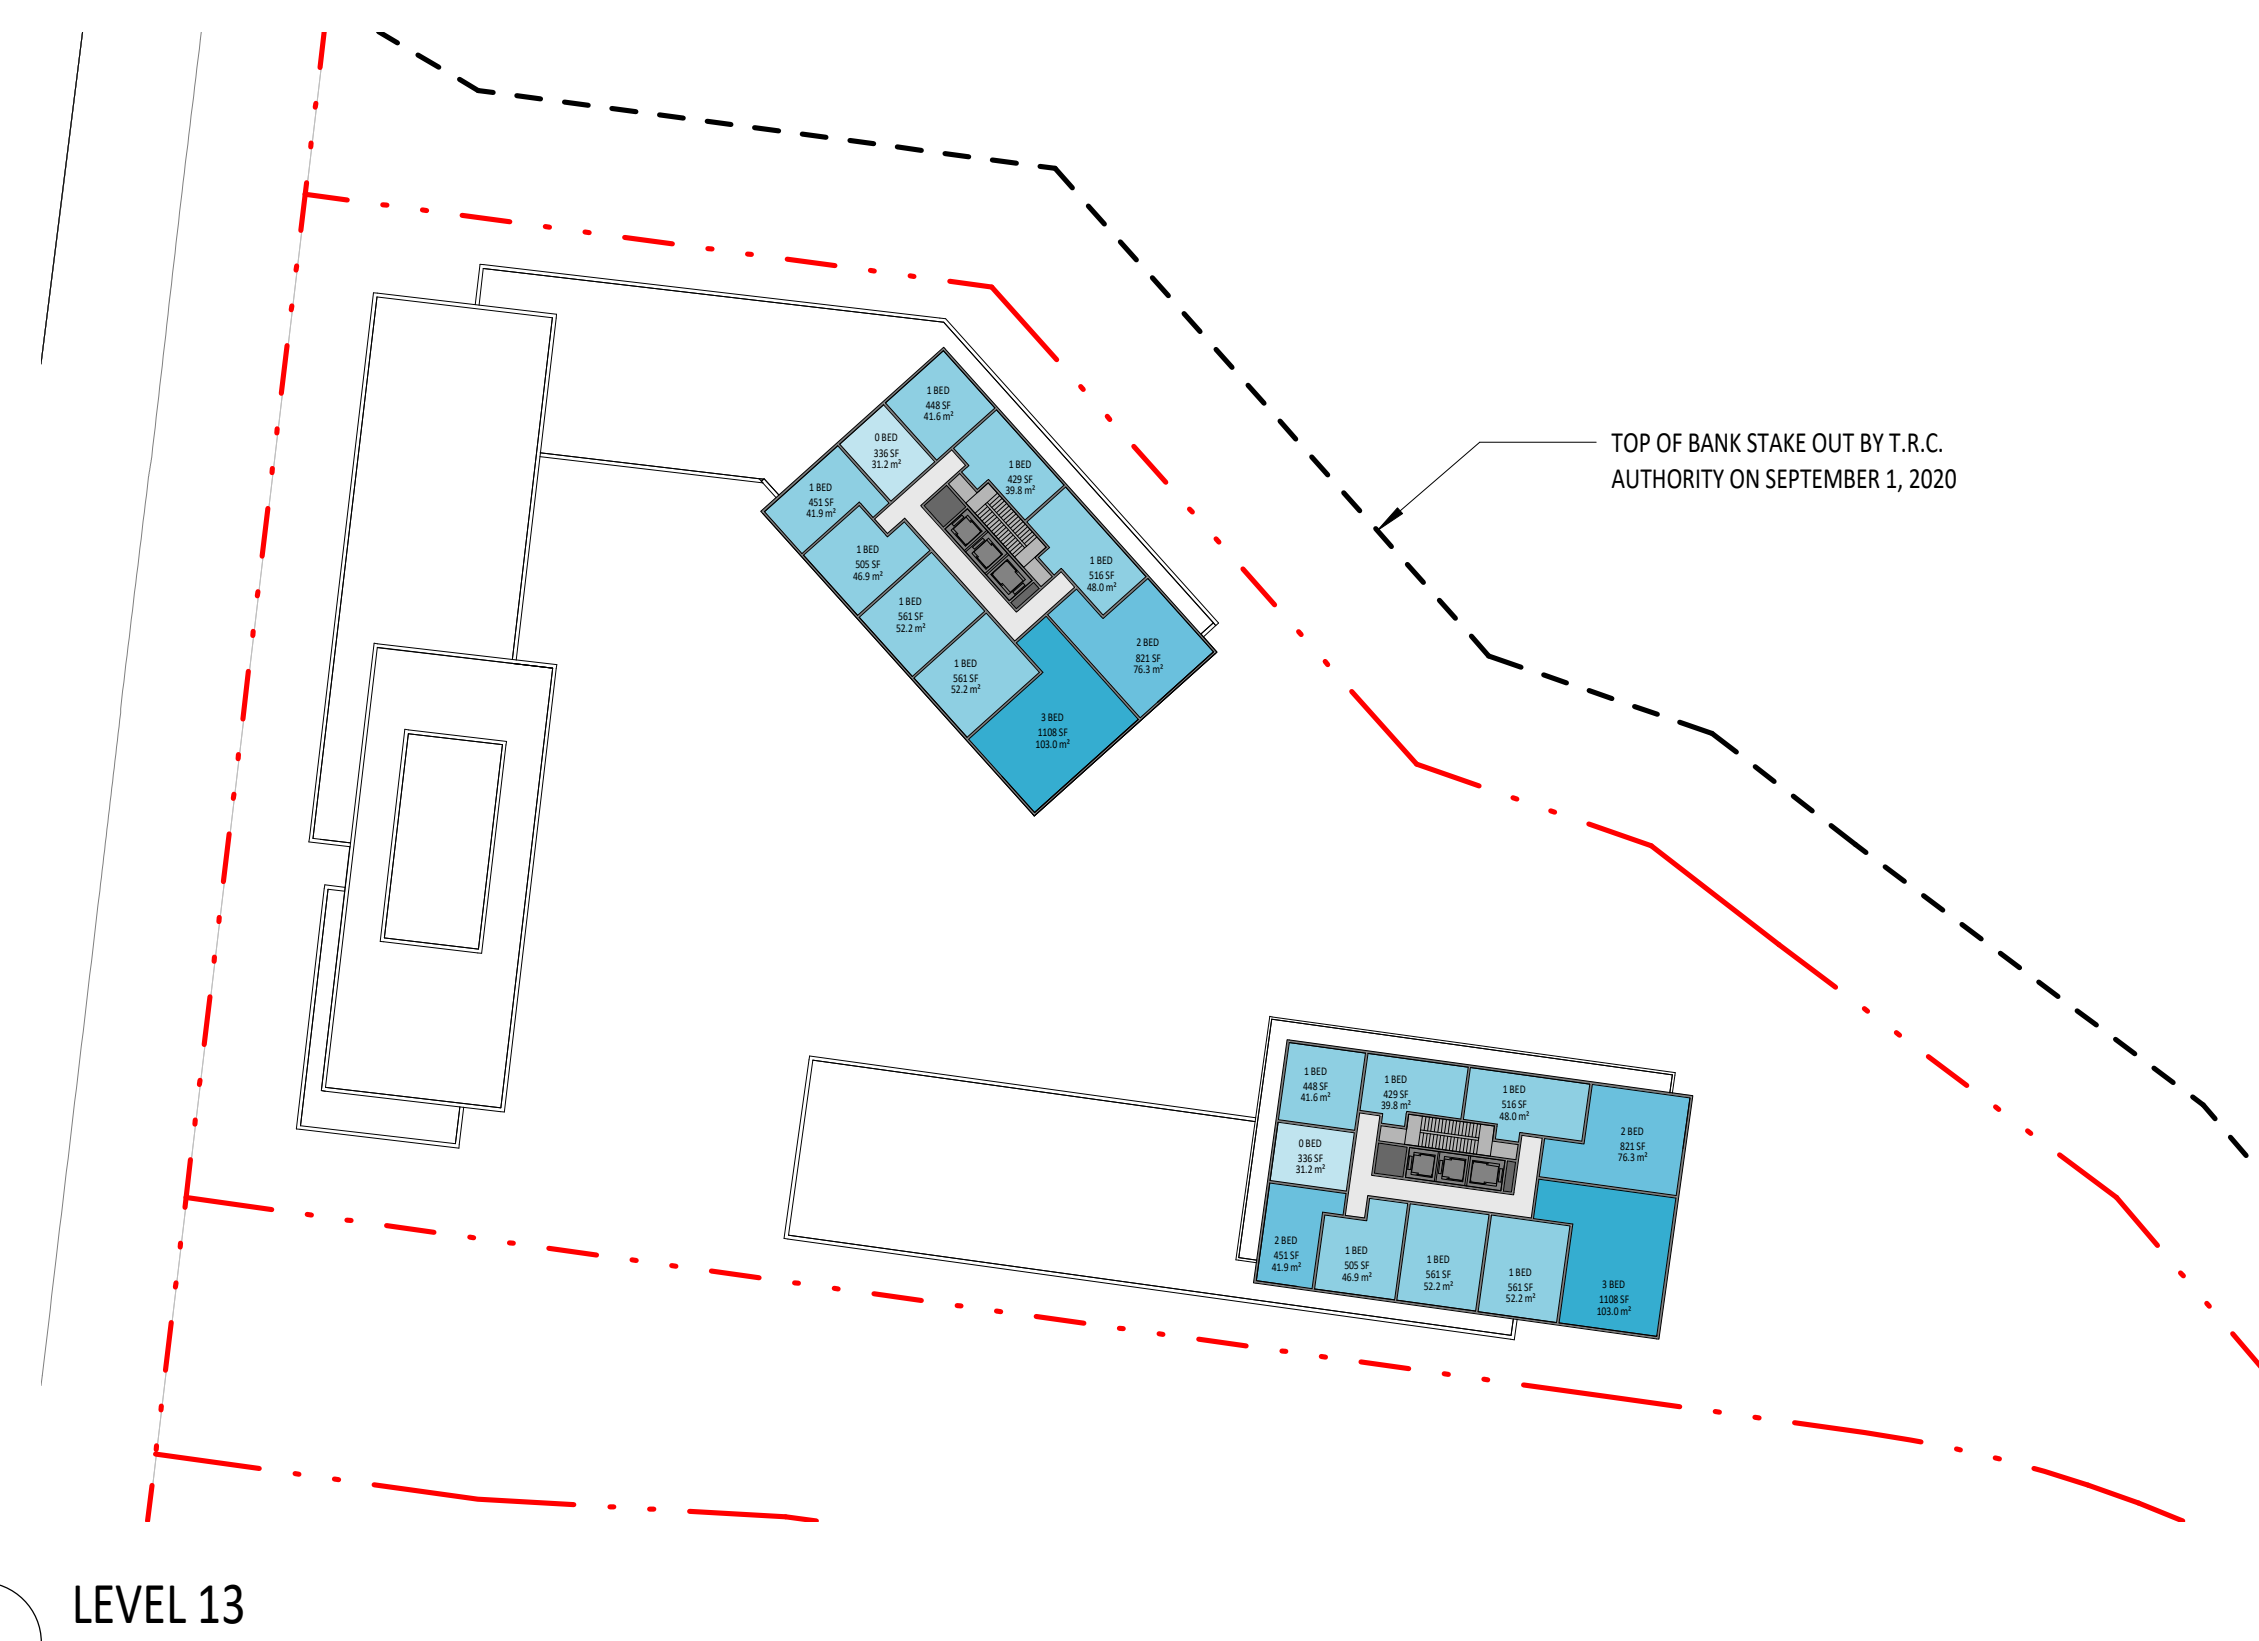 1 BED
448 SF
41.6 m²
0 BED
336 SF
31.2 m²
1 BED
429 SF
39.8 m²
1 BED
451 SF
41.9 m²
1 BED
505 SF
46.9 m²
1 BED
516 SF
48.0 m²
1 BED
561 SF
52.2 m²
2 BED
821 SF
76.3 m²
1 BED
561 SF
52.2 m²
3 BED
1108 SF
103.0 m²
TOP OF BANK STAKE OUT BY T.R.C.
AUTHORITY ON SEPTEMBER 1, 2020
1 BED
448 SF
41.6 m²
1 BED
429 SF
39.8 m²
1 BED
516 SF
48.0 m²
2 BED
821 SF
76.3 m²
0 BED
336 SF
31.2 m²
2 BED
451 SF
41.9 m²
1 BED
505 SF
46.9 m²
1 BED
561 SF
52.2 m²
1 BED
561 SF
52.2 m²
3 BED
1108 SF
103.0 m²
LEVEL 13